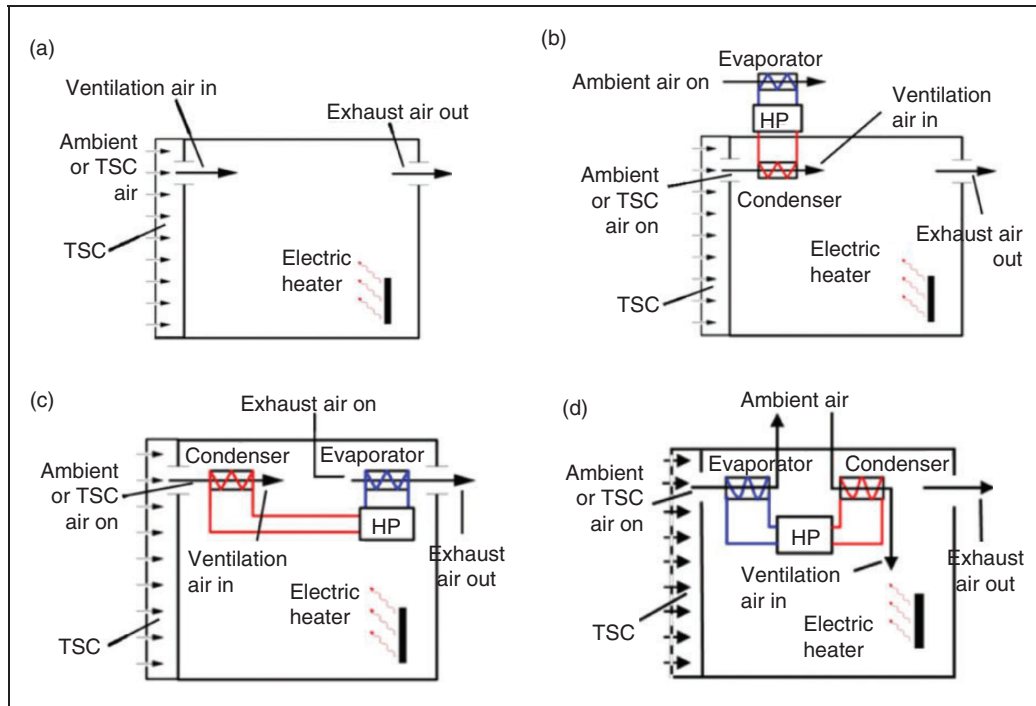 (a)
Ventilation air in
Exhaust air out
Ambient
or TSC
air
TSC
Electric
heater
(b)
Evaporator
Ambient air on
Ventilation
air in
HP
Ambient
or TSC
air on
Condenser
Exhaust air
out
Electric
heater
TSC
(c)
Exhaust air on
Condenser
Evaporator
Ambient
or TSC
air on
HP
Ventilation
air in
Exhaust
air out
Electric
heater
TSC
(d)
Ambient air
Evaporator
Condenser
Ambient
or TSC
air on
HP
Ventilation
air in
Exhaust
air out
TSC
Electric
heater